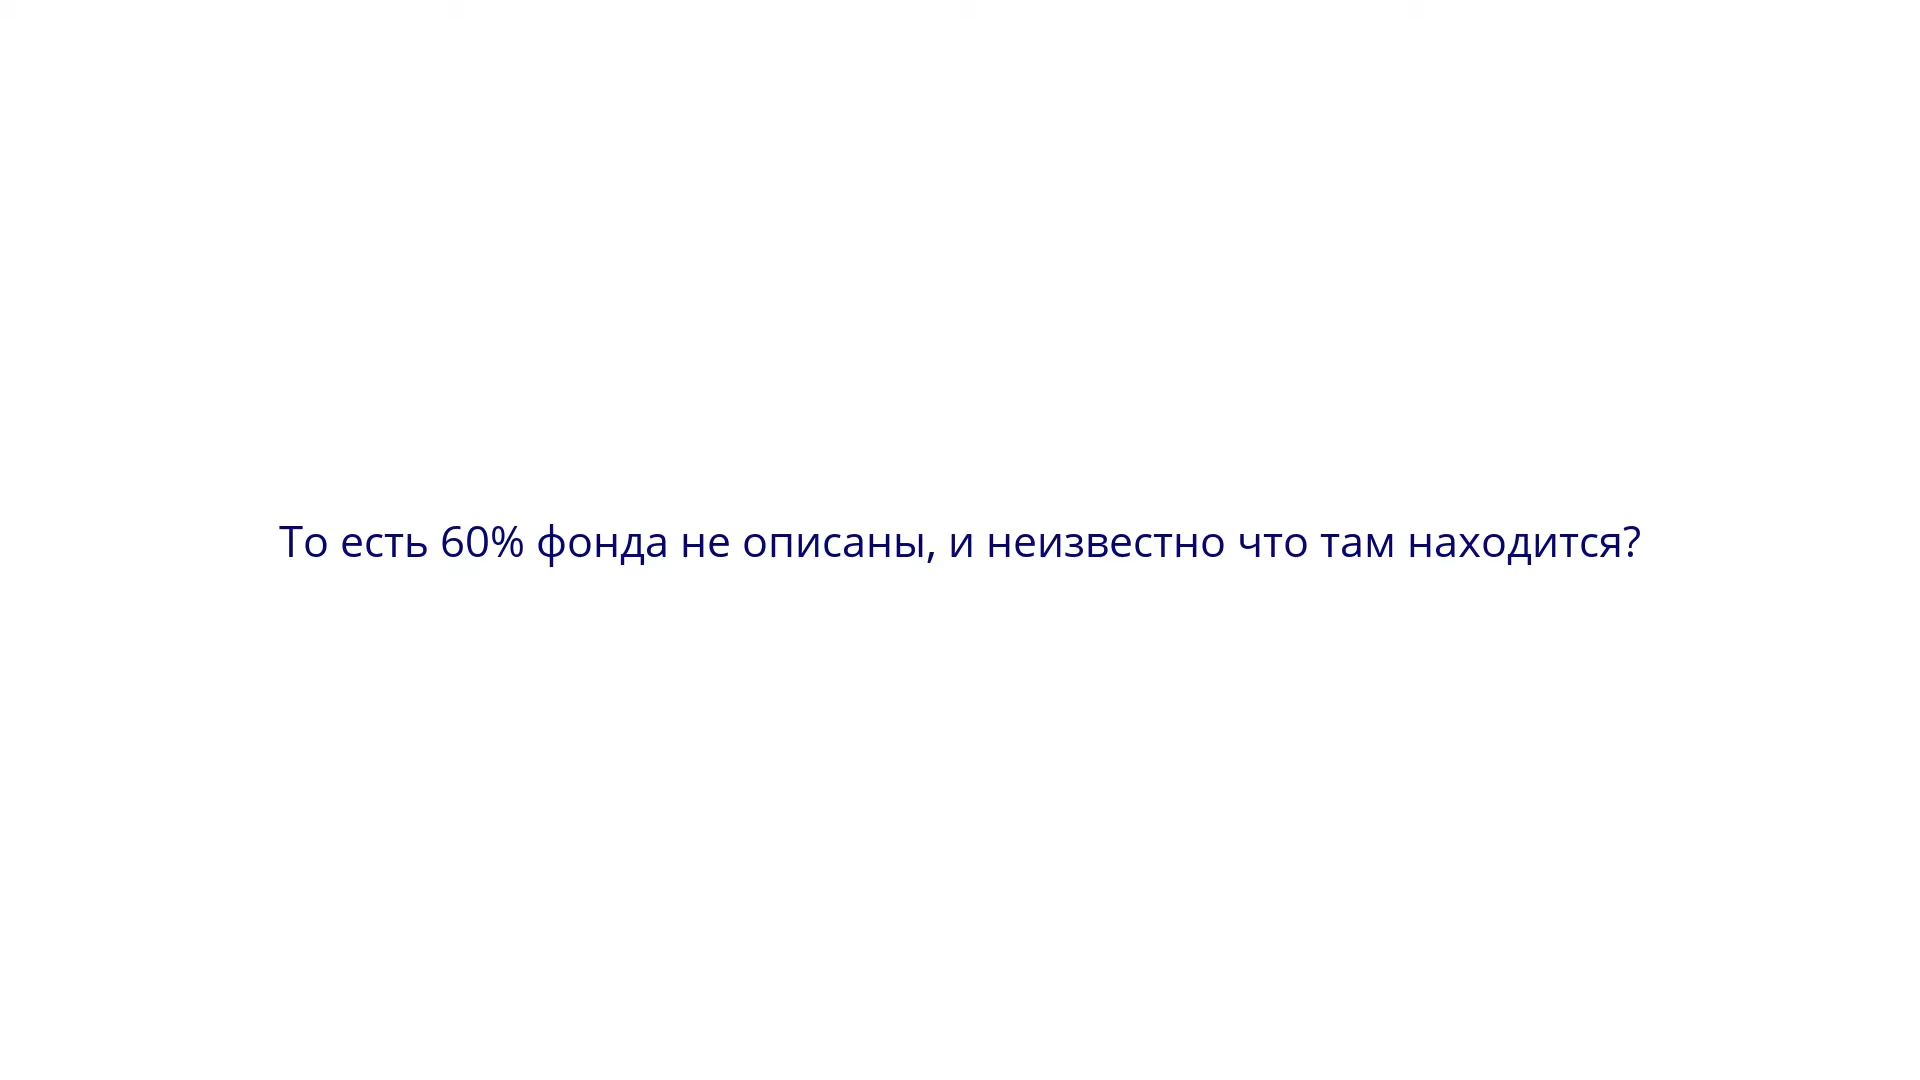 То есть 60% фонда не описаны, и неизвестно что там находится?